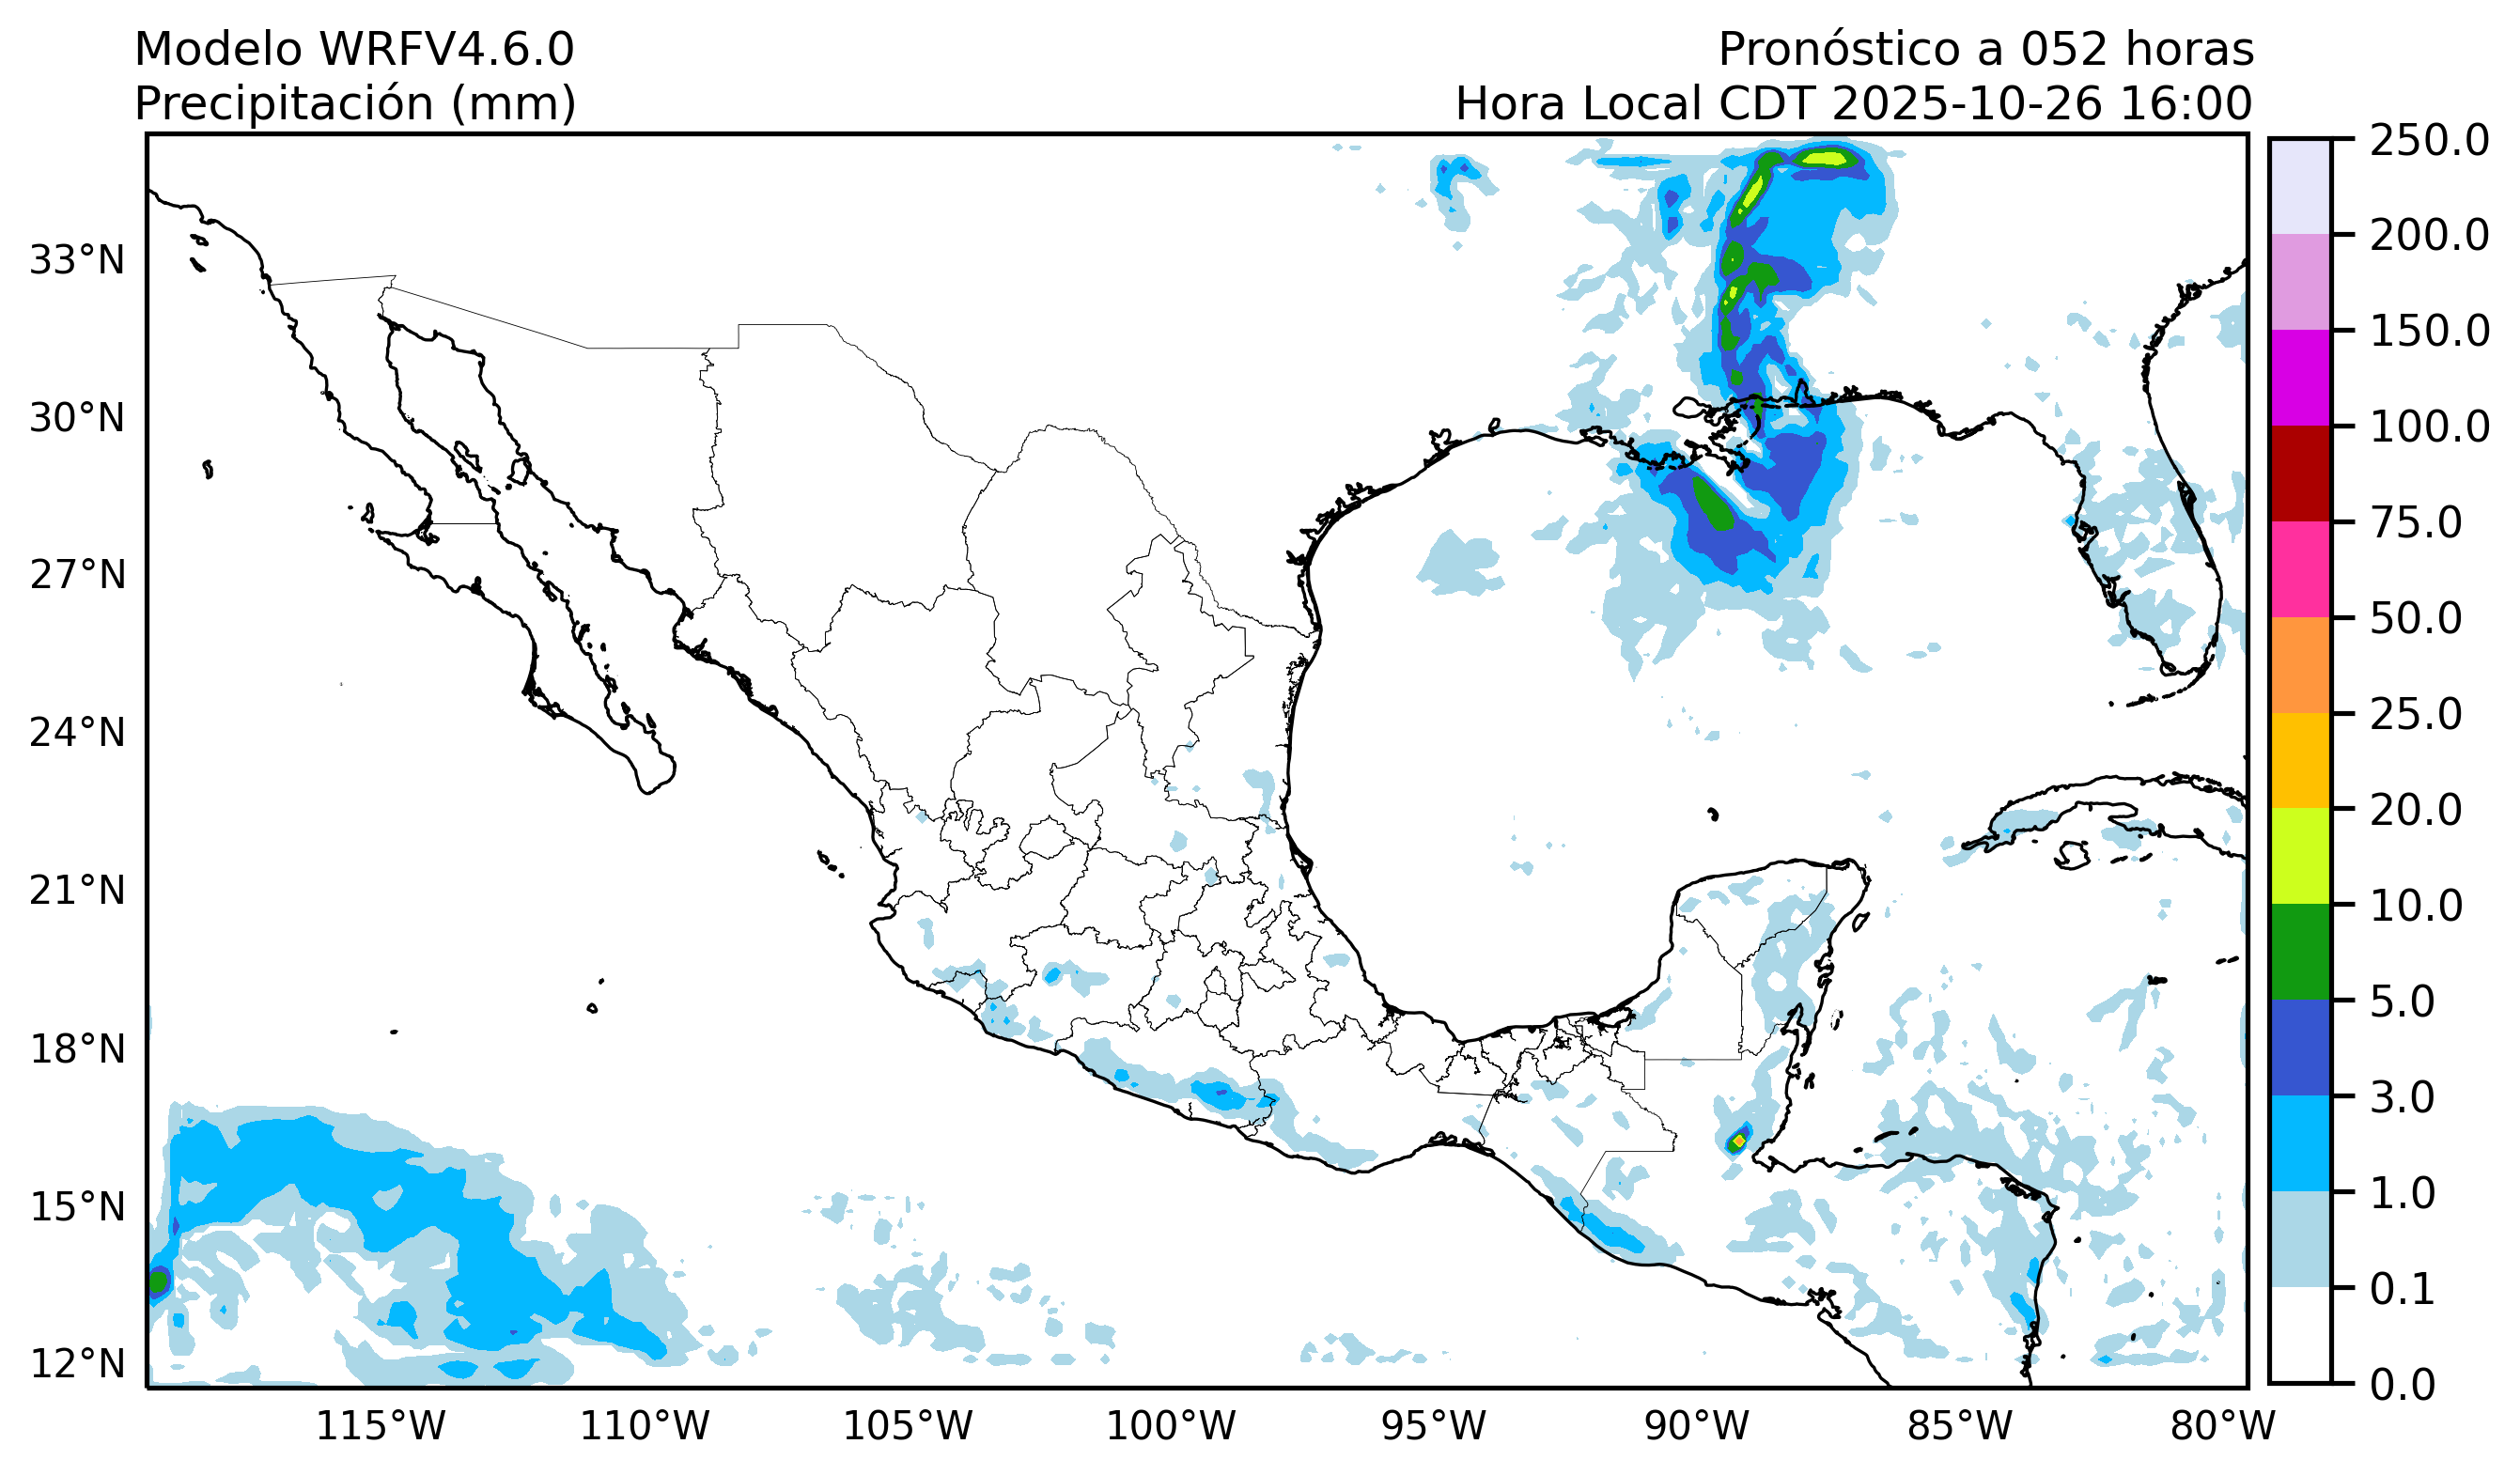 Modelo WRFV4.6.0
Precipitación (mm)
Pronóstico a 052 horas
Hora Local CDT 2025-10-26 16:00
33°N
30°N
27°N
24°N
21°N
18°N
15°N
12°N
115°W
110°W
105°W
100°W
95°W
90°W
85°W
80°W
250.0
200.0
150.0
100.0
75.0
50.0
25.0
20.0
10.0
5.0
3.0
1.0
0.1
0.0